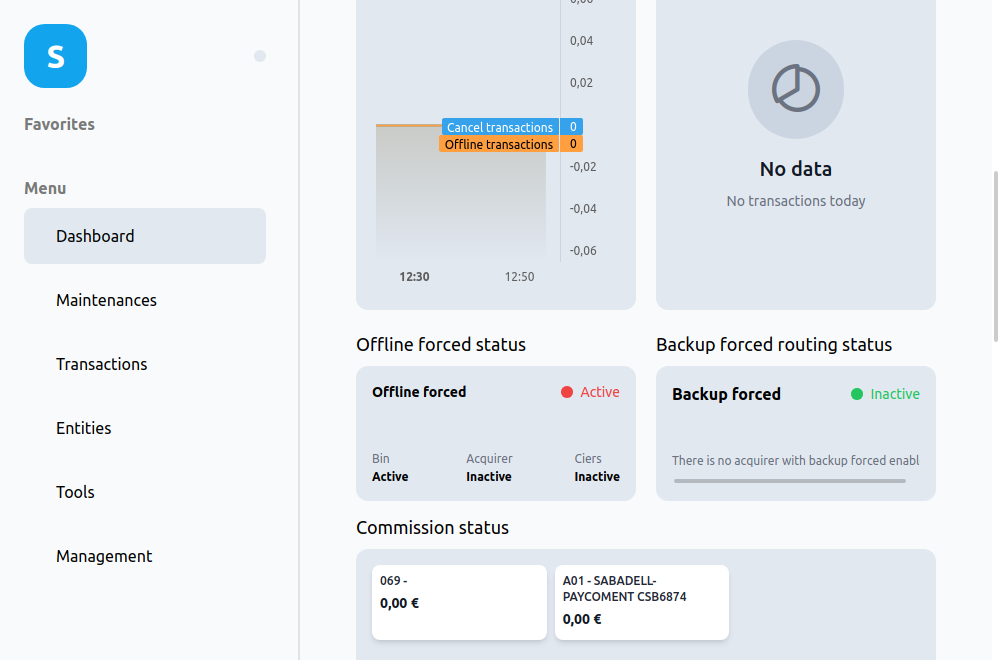 S
Favorites
Menu
Dashboard
Maintenances
Transactions
Entities
Tools
Management
0,04
0,02
Cancel transactions 0
Offline transactions 0
-0,02
-0,04
-0,06
12:30 12:50
No data
No transactions today
Offline forced status
Offline forced Active
Bin Acquirer Ciers
Active Inactive Inactive
Backup forced routing status
Backup forced Inactive
There is no acquirer with backup forced enabl
Commission status
069 -
0,00 €
A01 - SABADELL-
PAYCOMENT CSB6874
0,00 €